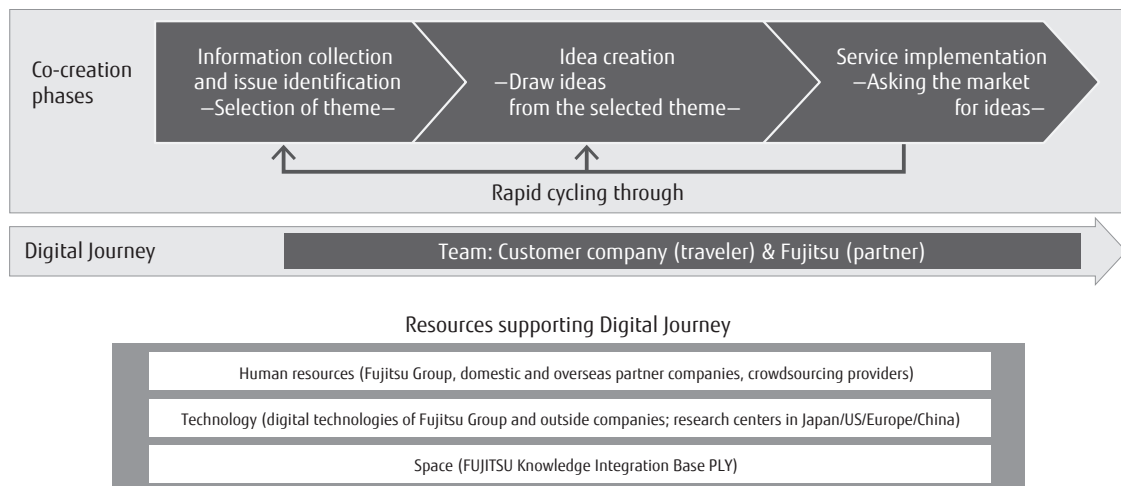 Co-creation
phases
Information collection
and issue identification
—Selection of theme—
Idea creation
—Draw ideas
from the selected theme—
Service implementation
—Asking the market
for ideas—
Rapid cycling through
Digital Journey
Team: Customer company (traveler) & Fujitsu (partner)
Resources supporting Digital Journey
Human resources (Fujitsu Group, domestic and overseas partner companies, crowdsourcing providers)
Technology (digital technologies of Fujitsu Group and outside companies; research centers in Japan/US/Europe/China)
Space (FUJITSU Knowledge Integration Base PLY)